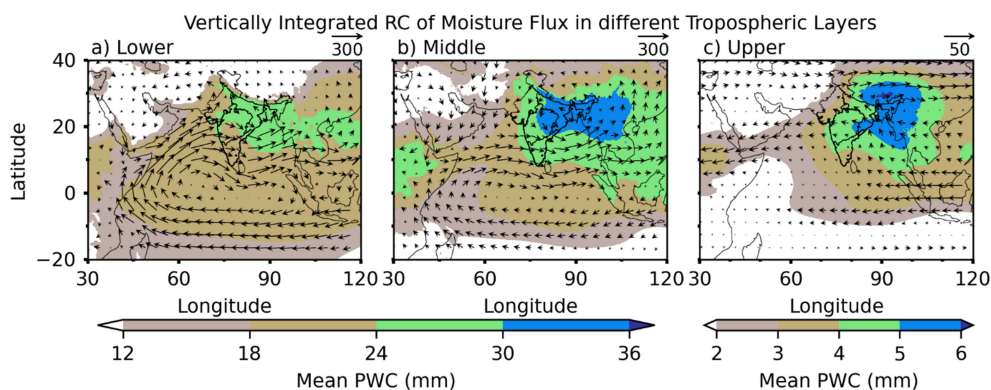 Vertically Integrated RC of Moisture Flux in different Tropospheric Layers
a) Lower 300 b) Middle 300 c) Upper 50
40
20
0
−20
Latitude
30 60 90 120 30 60 90 120 30 60 90 120
Longitude Longitude Longitude
12 18 24 30 36 2 3 4 5 6
Mean PWC (mm) Mean PWC (mm)